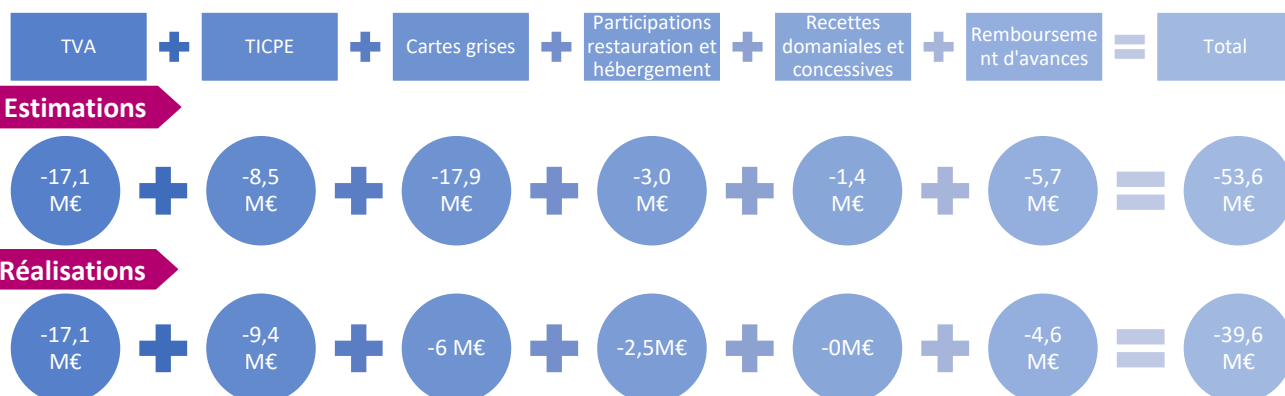 TVA
TICPE
Cartes grises
Participations
restauration et
hébergement
Recettes
domaniales et
concessives
Rembourseme
nt d'avances
Total
Estimations
-17,1
M€
-8,5
M€
-17,9
M€
-3,0
M€
-1,4
M€
-5,7
M€
-53,6
M€
Réalisations
-17,1
M€
-9,4
M€
-6 M€
-2,5M€
-0M€
-4,6
M€
-39,6
M€